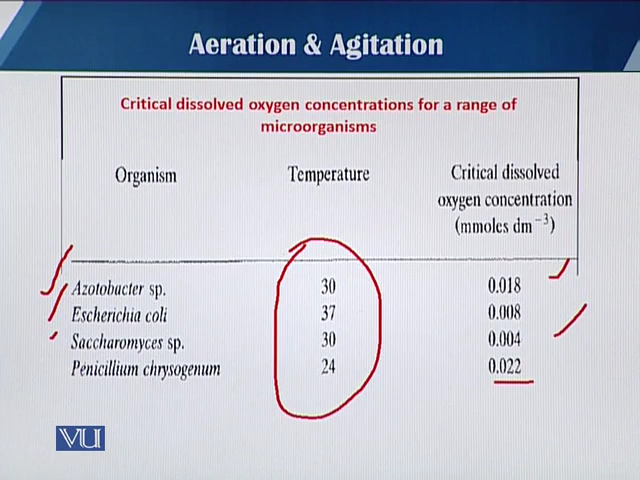 Aeration & Agitation
Critical dissolved oxygen concentrations for a range of
microorganisms
Organism Temperature Critical dissolved
oxygen concentration
(mmoles dm⁻³)
Azotobacter sp. 30 0.018
Escherichia coli 37 0.008
Saccharomyces sp. 30 0.004
Penicillium chrysogenum 24 0.022
VU